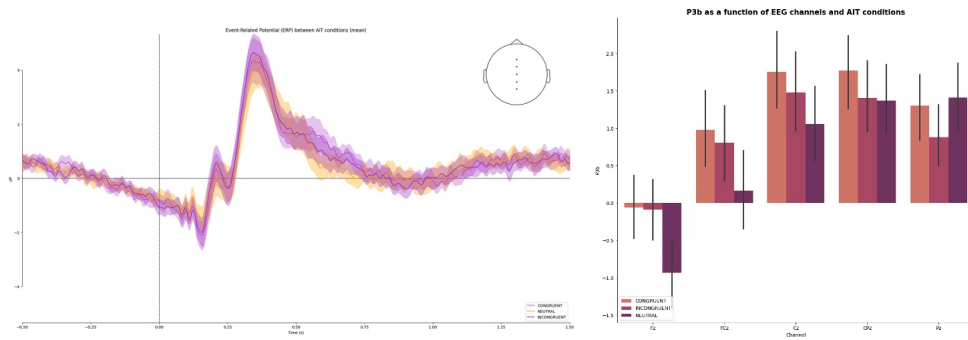 Event-Related Potential (ERP) between AIT conditions (mean)
4
2
0
−2
−4
μV
−0.50
−0.25
0.00
0.25
0.50
0.75
1.00
1.25
1.50
Time (s)
CONGRUENT
NEUTRAL
INCONGRUENT
P3b as a function of EEG channels and AIT conditions
2.0
1.5
1.0
0.5
0.0
−0.5
−1.0
−1.5
P3b
CONGRUENT
INCONGRUENT
NEUTRAL
Fz
FCz
Cz
CPz
Pz
Channel